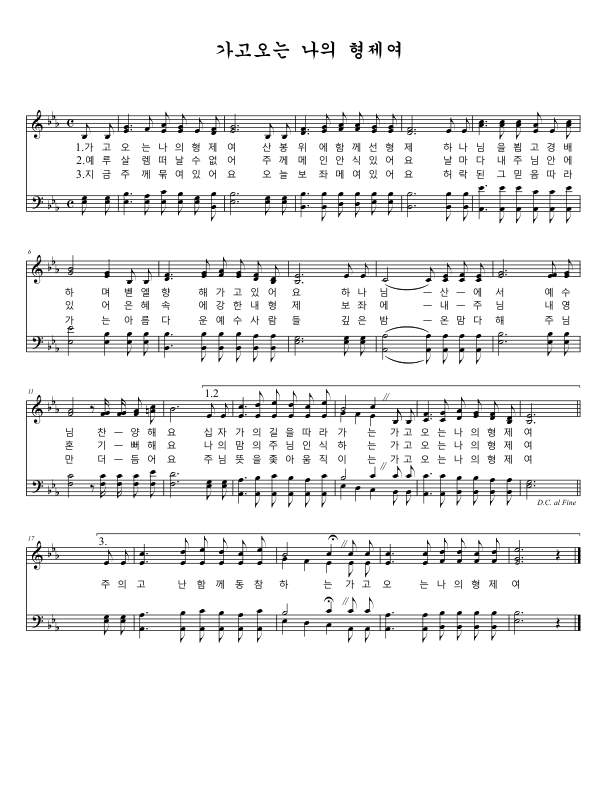 가고오는 나의 형제여
1.가 고 오 는 나 의 형 제 여 산 봉 위 에 함 께 선 형 제 하 나 님 을 뵙 고 경 배
2.예 루 살 렘 떠 날 수 없 어 주 께 메 인 안 식 있 어 요 날 마 다 내 주 님 안 에
3.지 금 주 께 묶 여 있 어 요 오 늘 보 좌 메 여 있 어 요 허 락 된 그 믿 음 따 라
6
하 며 벧 엘 향 해 가 고 있 어 요 하 나 님 ─ 산 ─ 에 서 예 수
있 어 은 혜 속 에 강 한 내 형 제 보 좌 에 ─ 내 ─ 주 님 내 영
가 는 아 름 다 운 예 수 사 람 들 깊 은 밤 ─ 온 맘 다 해 주 님
11
1.2
님 찬 ─ 양 해 요 십 자 가 의 길 을 따 라 가 는 가 고 오 는 나 의 형 제 여
흔 기 ─ 뻐 해 요 나 의 맘 의 주 님 인 식 하 는 가 고 오 는 나 의 형 제 여
만 더 ─ 듬 어 요 주 님 뜻 을 좇 아 움 직 이 는 가 고 오 는 나 의 형 제 여
D.C. al Fine
17
3.
주 의 고 난 함 께 동 참 하 는 가 고 오 는 나 의 형 제 여